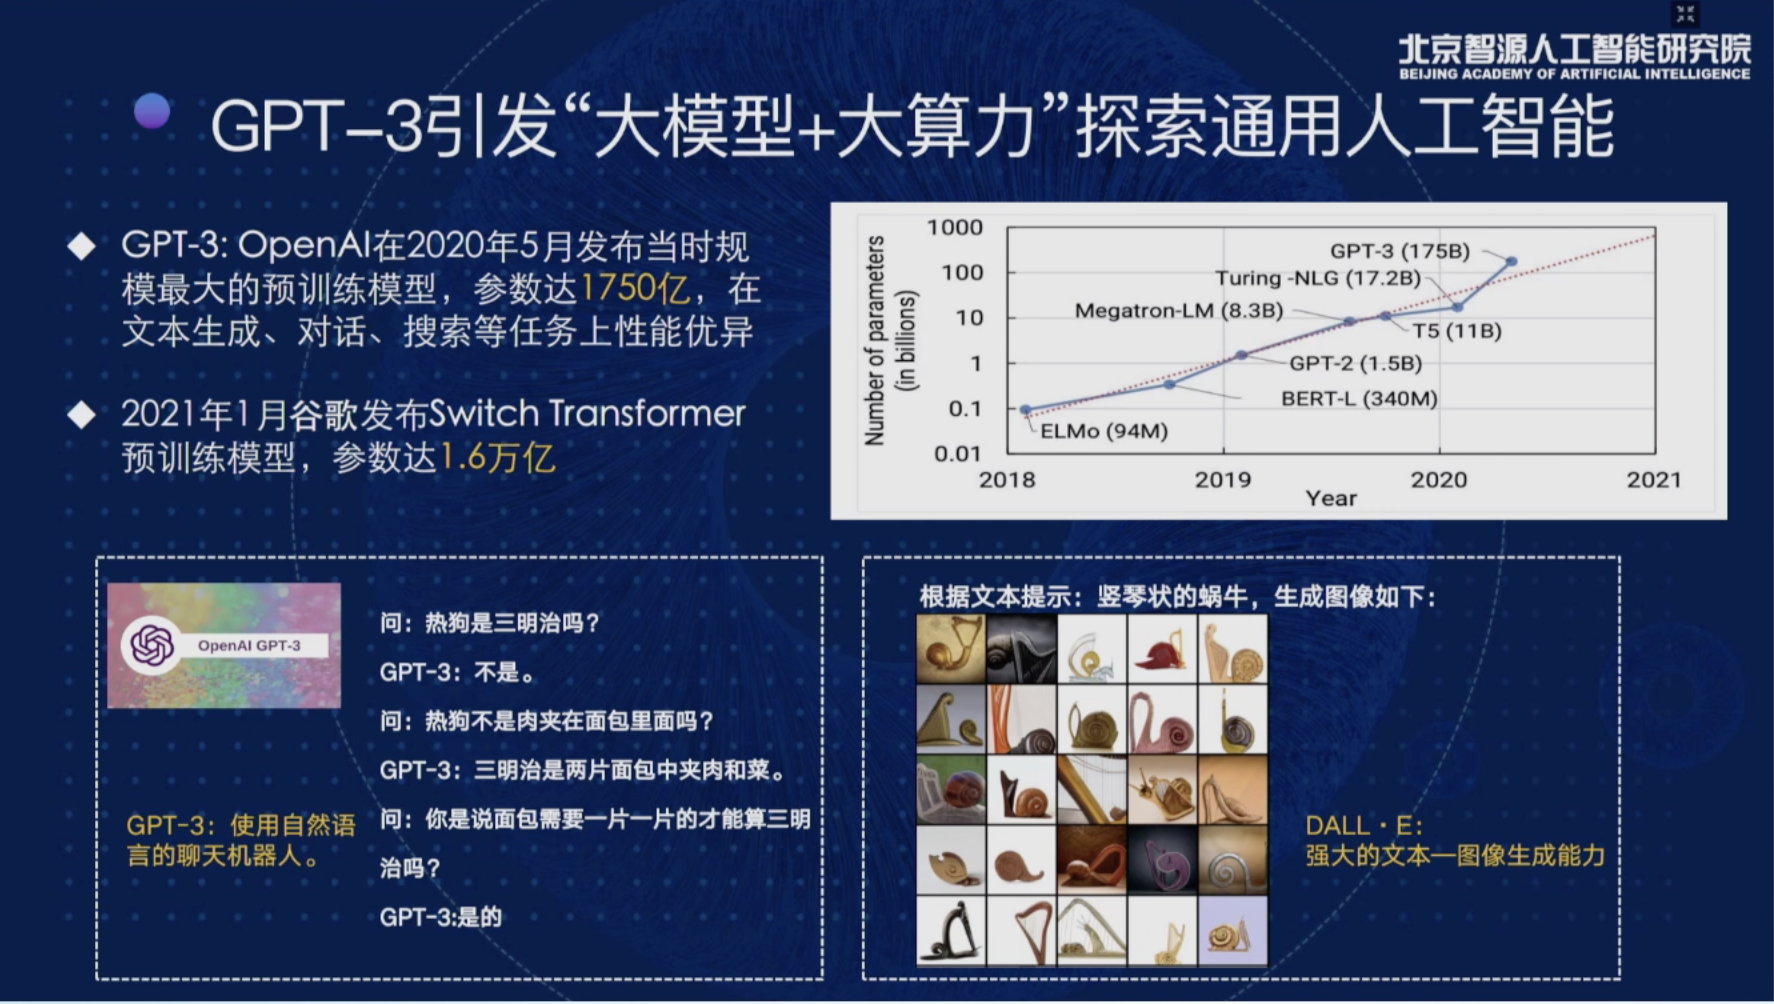 北京智源人工智能研究院
BEIJING ACADEMY OF ARTIFICIAL INTELLIGENCE
GPT-3引发“大模型+大算力”探索通用人工智能
GPT-3: OpenAI在2020年5月发布当时规
模最大的预训练模型，参数达1750亿，在
文本生成、对话、搜索等任务上性能优异
2021年1月谷歌发布Switch Transformer
预训练模型，参数达1.6万亿
Number of parameters
(in billions)
1000
100
10
1
0.1
0.01
GPT-3 (175B)
Turing -NLG (17.2B)
Megatron-LM (8.3B)
T5 (11B)
GPT-2 (1.5B)
BERT-L (340M)
ELMo (94M)
2018
2019
2020
2021
Year
OpenAI GPT-3
GPT-3：使用自然语
言的聊天机器人。
问：热狗是三明治吗？
GPT-3：不是。
问：热狗不是肉夹在面包里面吗？
GPT-3：三明治是两片面包中夹肉和菜。
问：你是说面包需要一片一片的才能算三明
治吗？
GPT-3:是的
根据文本提示：竖琴状的蜗牛，生成图像如下：
DALL·E：
强大的文本—图像生成能力